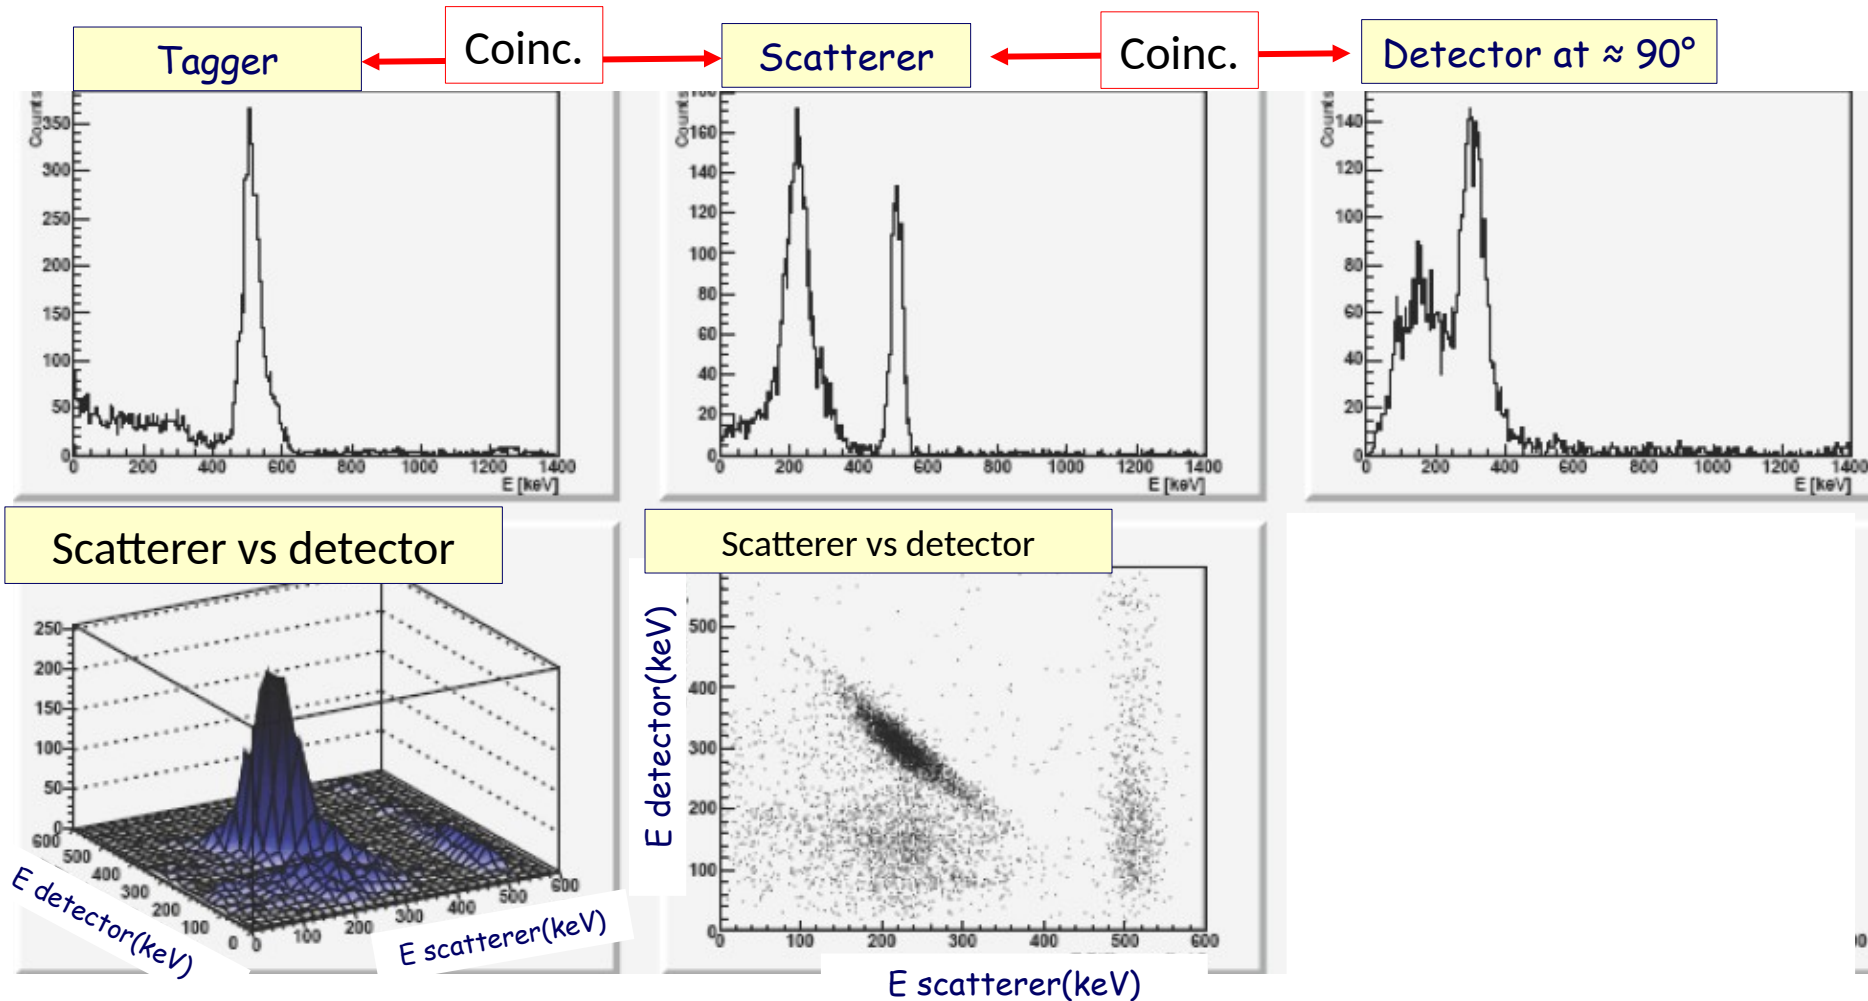 Tagger
Coinc.
Scatterer
Coinc.
Detector at ≈ 90°
Counts
350
300
250
200
150
100
50
0
0 200 400 600 800 1000 1200 1400
E [keV]
Counts
180
160
140
120
100
80
60
40
20
0
0 200 400 600 800 1000 1200 1400
E [keV]
Counts
140
120
100
80
60
40
20
0
0 200 400 600 800 1000 1200 1400
E [keV]
Scatterer vs detector
250
200
150
100
50
0
600 500 400 300 200 100 0
0 100 200 300 400 500 600
E detector(keV)
E scatterer(keV)
Scatterer vs detector
E detector(keV)
500
400
300
200
100
0
0 100 200 300 400 500 600
E scatterer(keV)